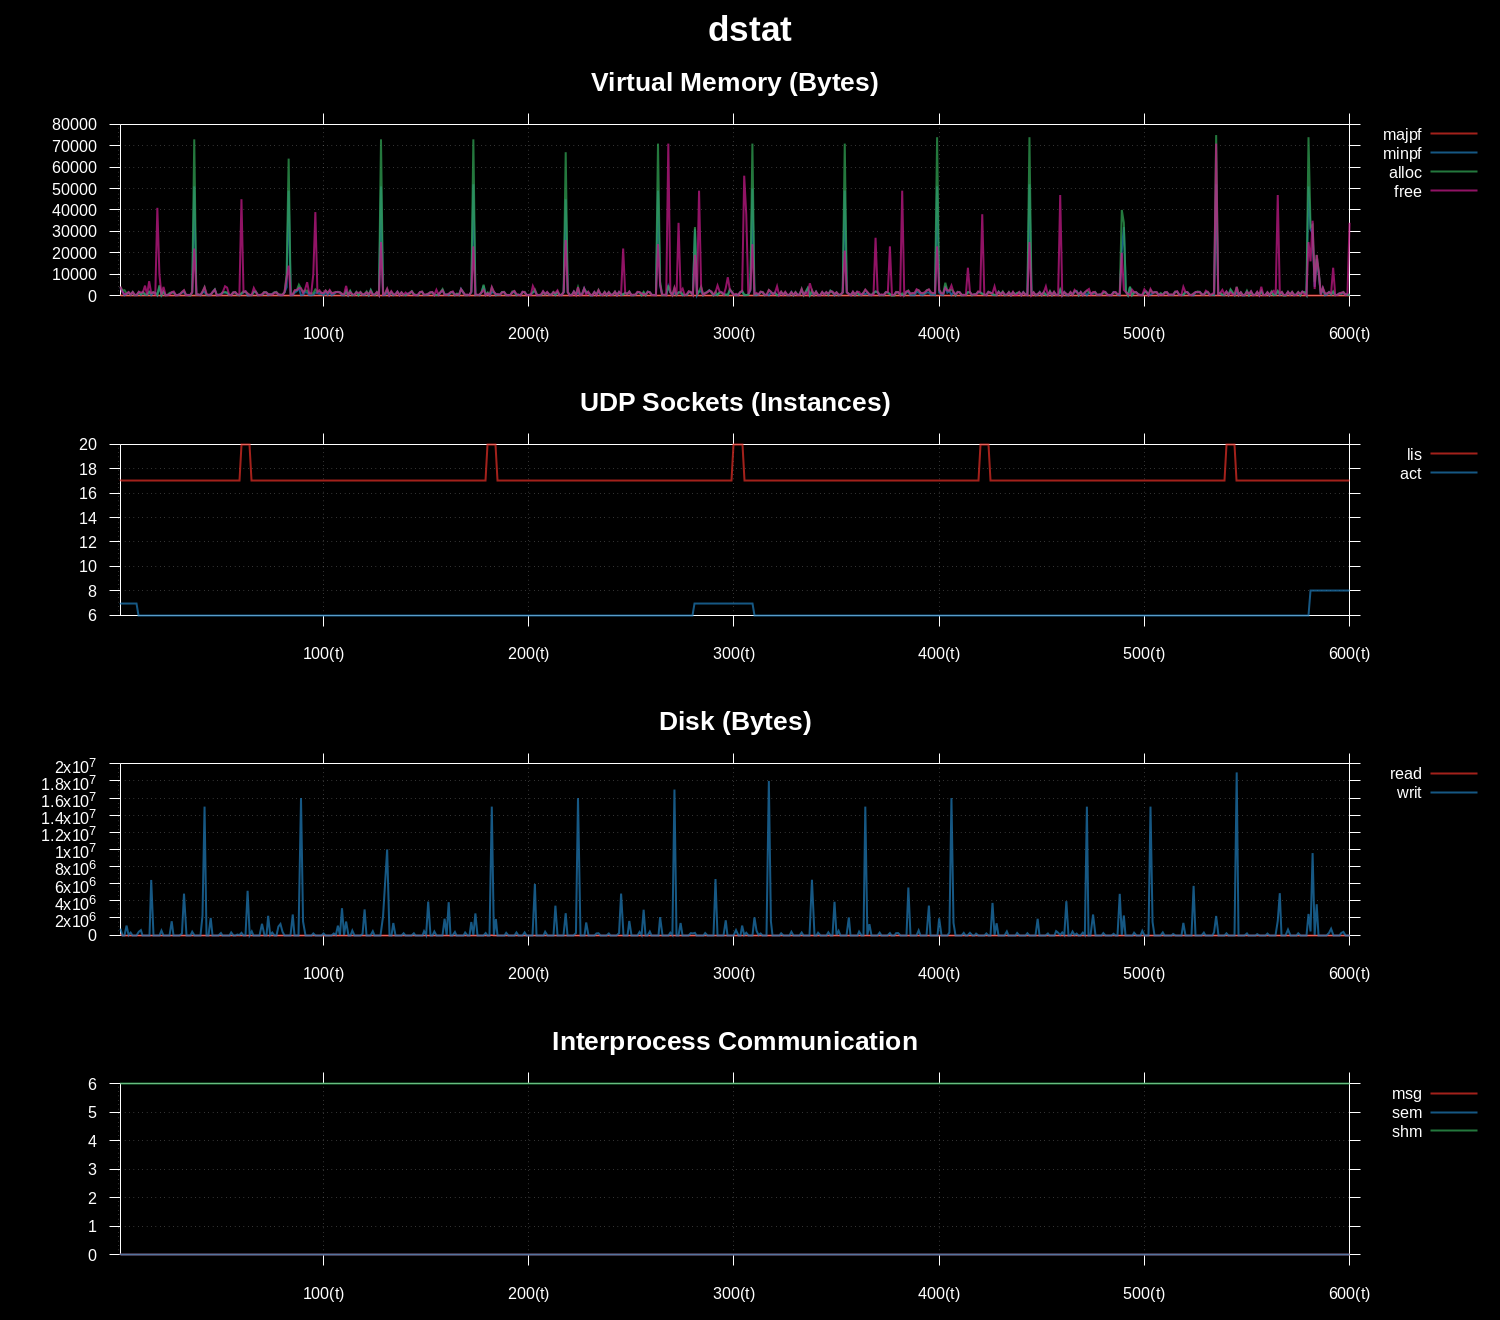 dstat
Virtual Memory (Bytes)
80000
70000
60000
50000
40000
30000
20000
10000
0
100(t) 200(t) 300(t) 400(t) 500(t) 600(t)
majpf
minpf
alloc
free
UDP Sockets (Instances)
20
18
16
14
12
10
8
6
100(t) 200(t) 300(t) 400(t) 500(t) 600(t)
lis
act
Disk (Bytes)
2x10⁷
1.8x10⁷
1.6x10⁷
1.4x10⁷
1.2x10⁷
1x10⁷
8x10⁶
6x10⁶
4x10⁶
2x10⁶
0
100(t) 200(t) 300(t) 400(t) 500(t) 600(t)
read
writ
Interprocess Communication
6
5
4
3
2
1
0
100(t) 200(t) 300(t) 400(t) 500(t) 600(t)
msg
sem
shm